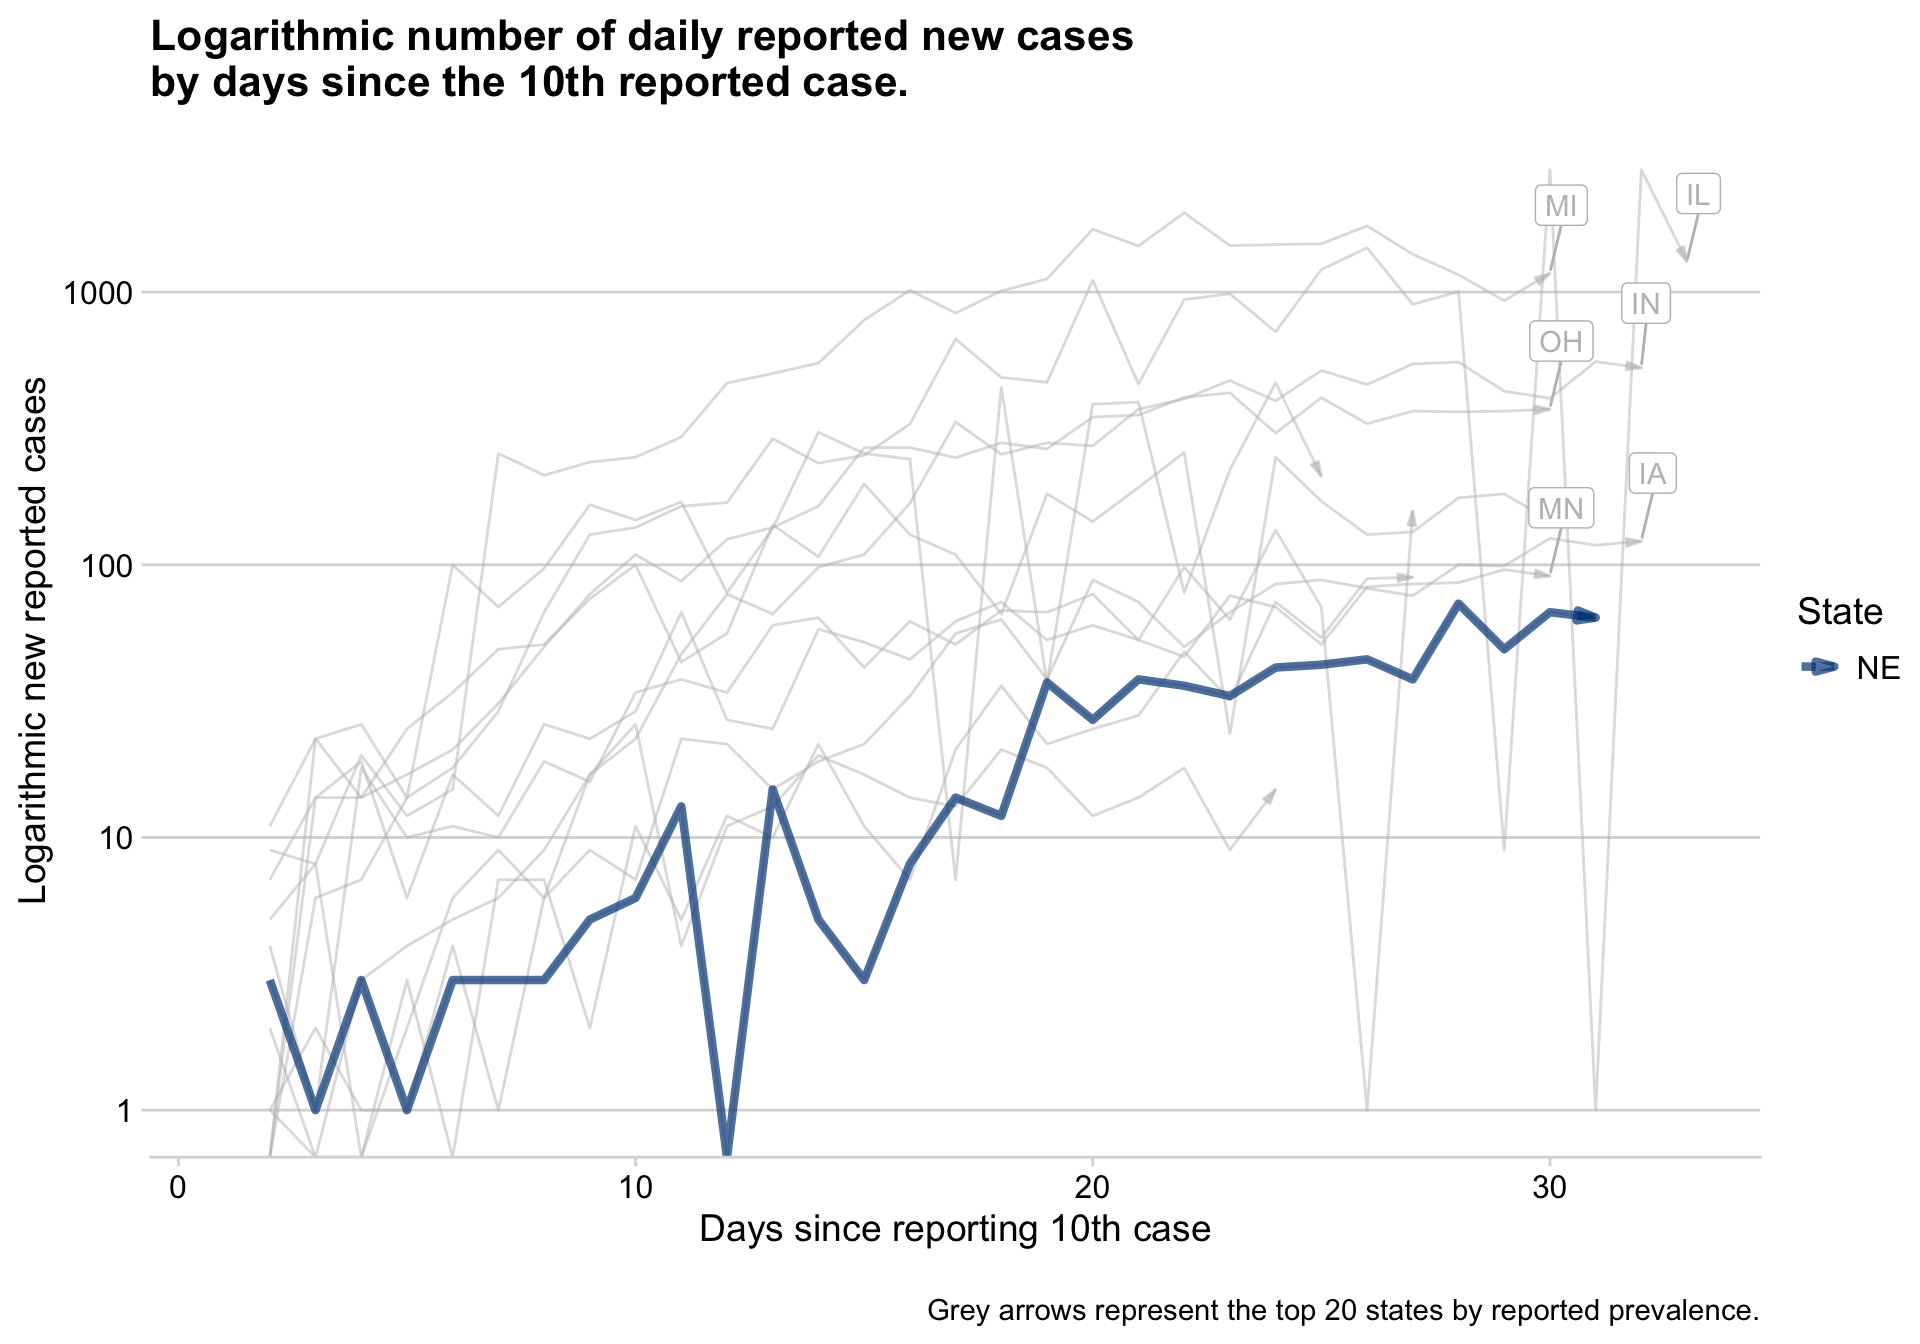 Logarithmic number of daily reported new cases
by days since the 10th reported case.
Logarithmic new reported cases
1000
100
10
1
MI
IL
IN
OH
IA
MN
State
NE
0
10
20
30
Days since reporting 10th case
Grey arrows represent the top 20 states by reported prevalence.